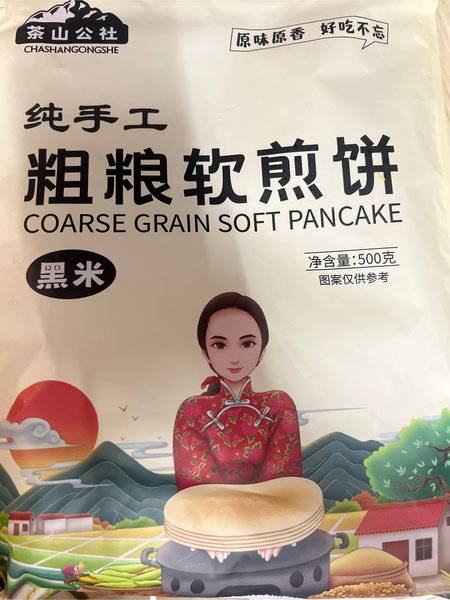 茶山公社
CHASHANGONGSHE
原味原香 好吃不忘
纯手工
粗粮软煎饼
COARSE GRAIN SOFT PANCAKE
黑米
净含量:500克
图案仅供参考